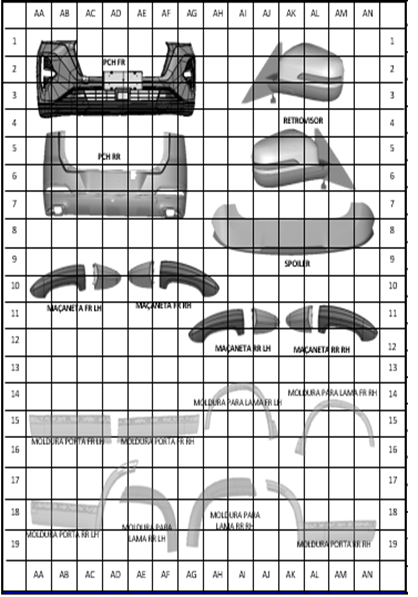 AA AB AC AD AE AF AG AH AI AJ AK AL AM AN
1 1
PCH FR
2 2
3 3
4 RETROVISOR 4
5 5
PCH RR
6 6
7 7
8 8
9 SPOILER 9
10 10
MAÇANETA FR LH MAÇANETA FR RH
11 11
12 MAÇANETA RR LH MAÇANETA RR RH 12
13 13
14 MOLDURA PARA LAMA FR LH MOLDURA PARA LAMA FR RH 14
15 15
MOLDURA PORTA FR LH MOLDURA PORTA FR RH
16 16
17 17
18 MOLDURA PARA LAMA RR LH MOLDURA PARA LAMA RR RH 18
19 MOLDURA PORTA RR LH MOLDURA PORTA RR RH 19
AA AB AC AD AE AF AG AH AI AJ AK AL AM AN